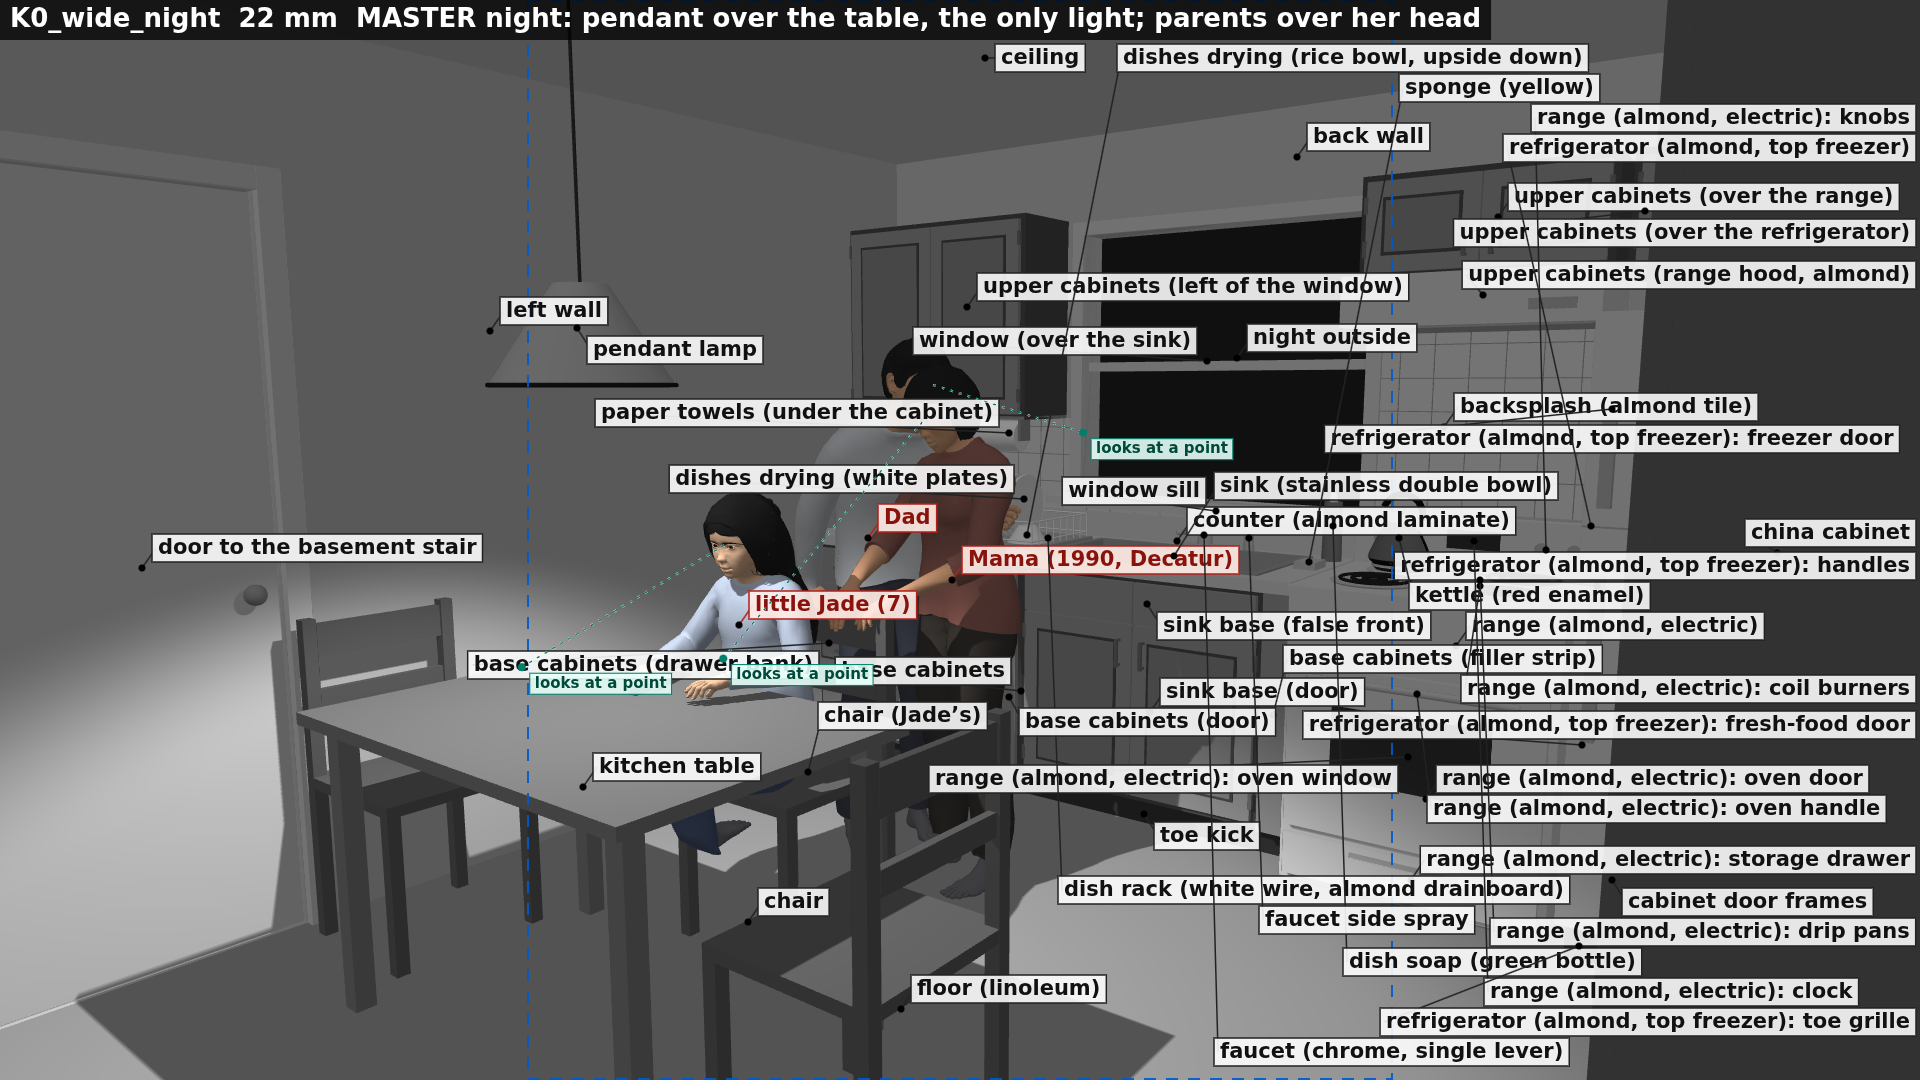 K0_wide_night 22 mm MASTER night: pendant over the table, the only light; parents over her head
ceiling
dishes drying (rice bowl, upside down)
sponge (yellow)
range (almond, electric): knobs
back wall
refrigerator (almond, top freezer)
upper cabinets (over the range)
upper cabinets (over the refrigerator)
upper cabinets (range hood, almond)
upper cabinets (left of the window)
left wall
pendant lamp
window (over the sink)
night outside
paper towels (under the cabinet)
backsplash (almond tile)
refrigerator (almond, top freezer): freezer door
looks at a point
dishes drying (white plates)
window sill
sink (stainless double bowl)
Dad
counter (almond laminate)
china cabinet
door to the basement stair
Mama (1990, Decatur)
refrigerator (almond, top freezer): handles
kettle (red enamel)
little Jade (7)
sink base (false front)
range (almond, electric)
base cabinets (drawer bank)
base cabinets
base cabinets (filler strip)
looks at a point
looks at a point
sink base (door)
range (almond, electric): coil burners
chair (Jade’s)
base cabinets (door)
refrigerator (almond, top freezer): fresh-food door
kitchen table
range (almond, electric): oven window
range (almond, electric): oven door
range (almond, electric): oven handle
toe kick
range (almond, electric): storage drawer
dish rack (white wire, almond drainboard)
chair
cabinet door frames
faucet side spray
range (almond, electric): drip pans
dish soap (green bottle)
floor (linoleum)
range (almond, electric): clock
refrigerator (almond, top freezer): toe grille
faucet (chrome, single lever)